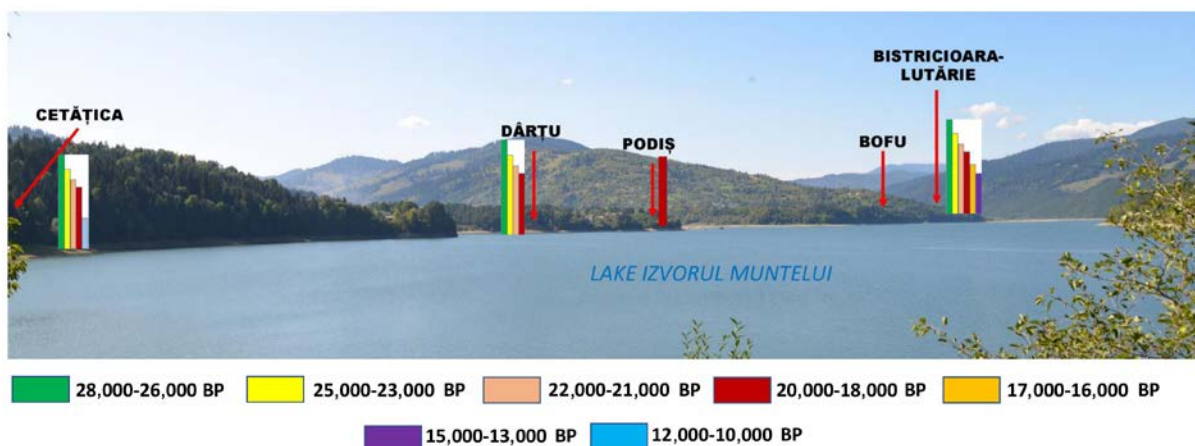 CETĂȚICA
DÂRȚU
PODIȘ
BOFU
BISTRICIOARA-
LUTĂRIE
LAKE IZVORUL MUNTELUI
28,000-26,000 BP
25,000-23,000 BP
22,000-21,000 BP
20,000-18,000 BP
17,000-16,000 BP
15,000-13,000 BP
12,000-10,000 BP